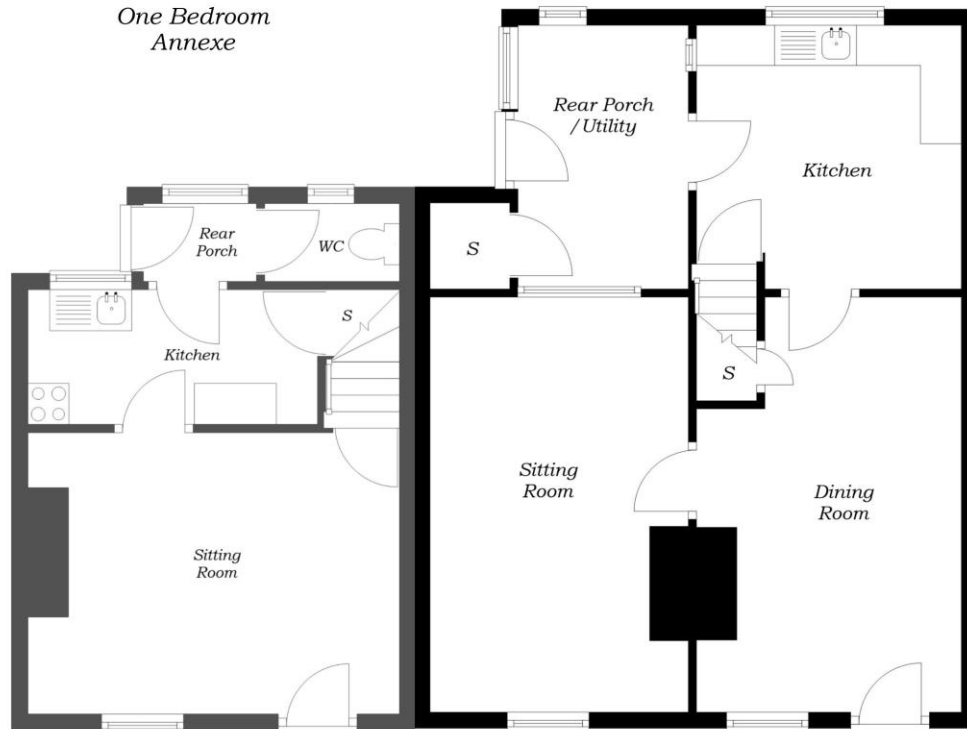 One Bedroom
Annexe
Rear Porch
/Utility
Kitchen
S
Rear
Porch
WC
S
Kitchen
S
Sitting
Room
Dining
Room
Sitting
Room